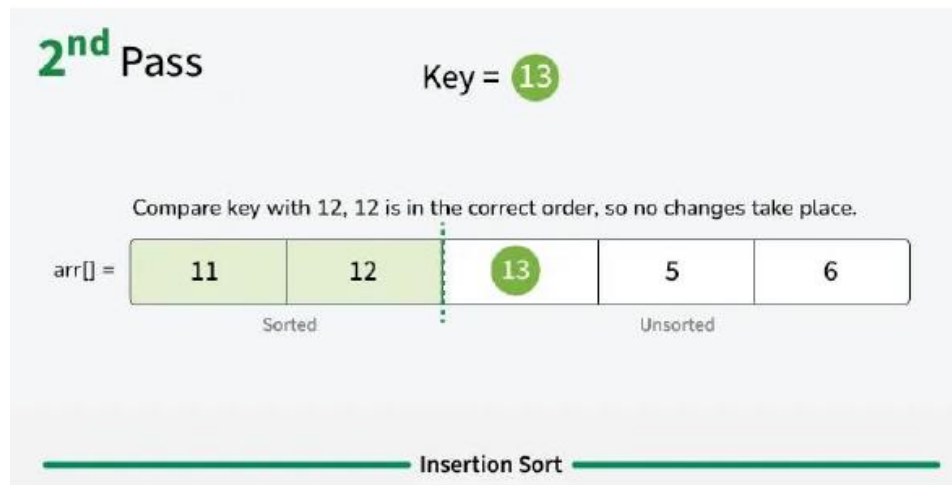 2nd Pass
Key = 13
Compare key with 12, 12 is in the correct order, so no changes take place.
arr[] = 11 12 13 5 6
Sorted Unsorted
Insertion Sort